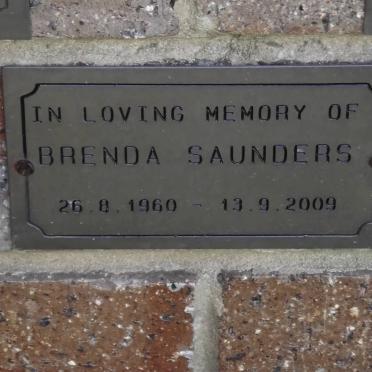 IN LOVING MEMORY OF
BRENDA SAUNDERS
26.8.1960 - 13.9.2009